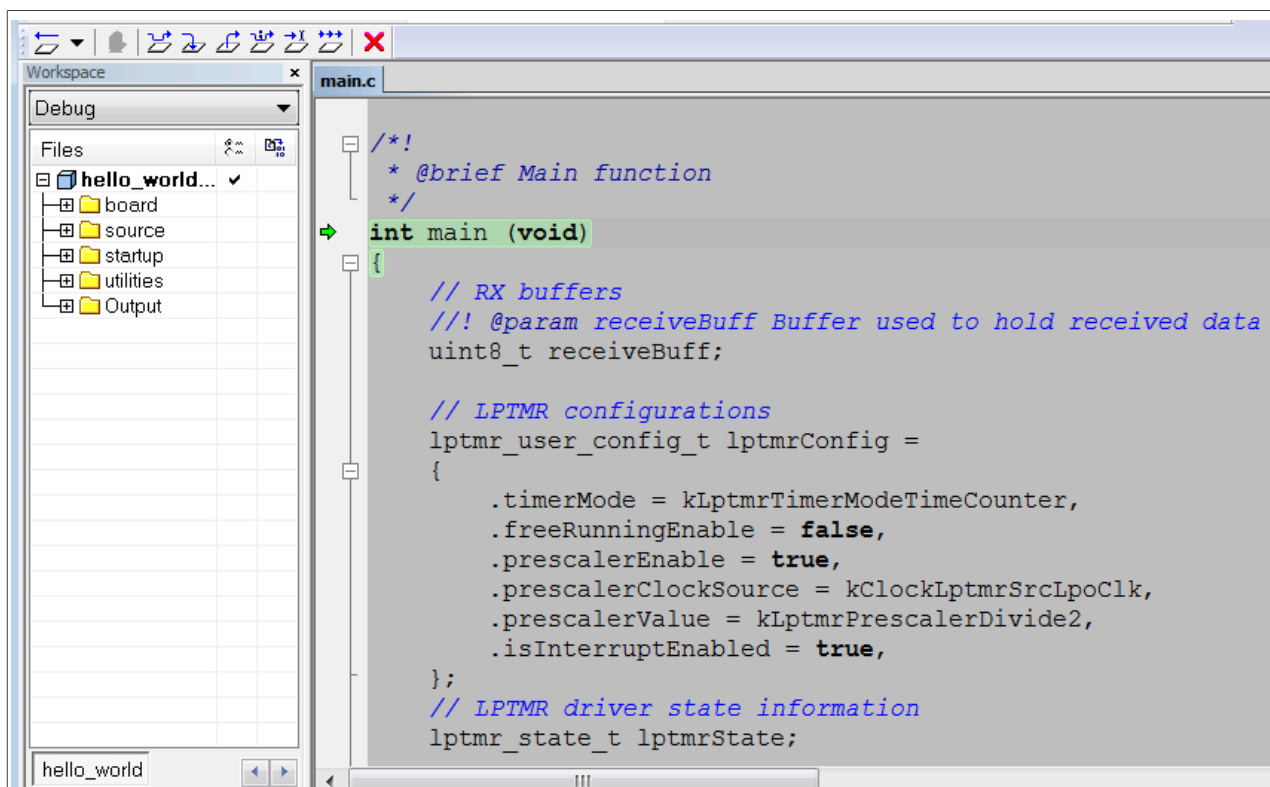 Workspace
Debug
Files
hello_world...
board
source
startup
utilities
Output
hello_world
main.c
/*!
 * @brief Main function
 */
int main (void)
{
    // RX buffers
    //! @param receiveBuff Buffer used to hold received data
    uint8_t receiveBuff;
    // LPTMR configurations
    lptmr_user_config_t lptmrConfig =
    {
        .timerMode = kLptmrTimerModeTimeCounter,
        .freeRunningEnable = false,
        .prescalerEnable = true,
        .prescalerClockSource = kClockLptmrSrcLpoClk,
        .prescalerValue = kLptmrPrescalerDivide2,
        .isInterruptEnabled = true,
    };
    // LPTMR driver state information
    lptmr_state_t lptmrState;